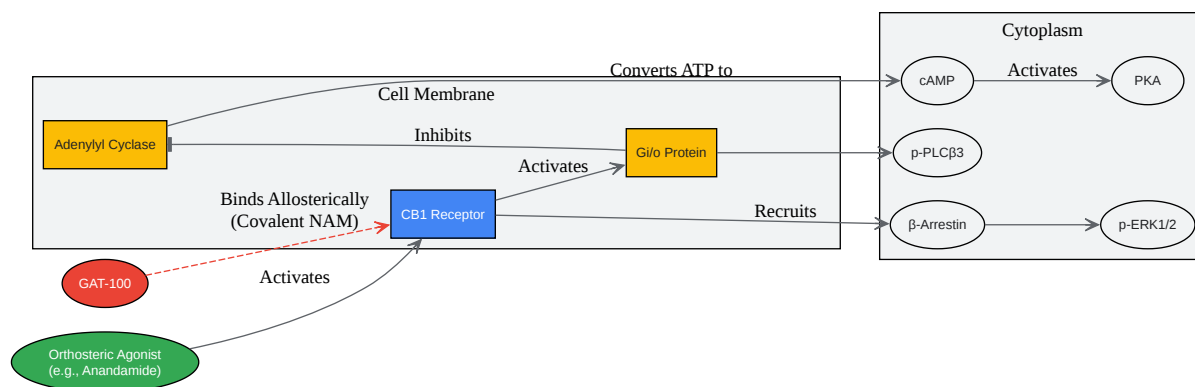 Cytoplasm
Converts ATP to
cAMP
Activates
PKA
Cell Membrane
Adenylyl Cyclase
Inhibits
Gi/o Protein
p-PLCβ3
Activates
Binds Allosterically
(Covalent NAM)
CB1 Receptor
Recruits
β-Arrestin
p-ERK1/2
GAT-100
Activates
Orthosteric Agonist
(e.g., Anandamide)